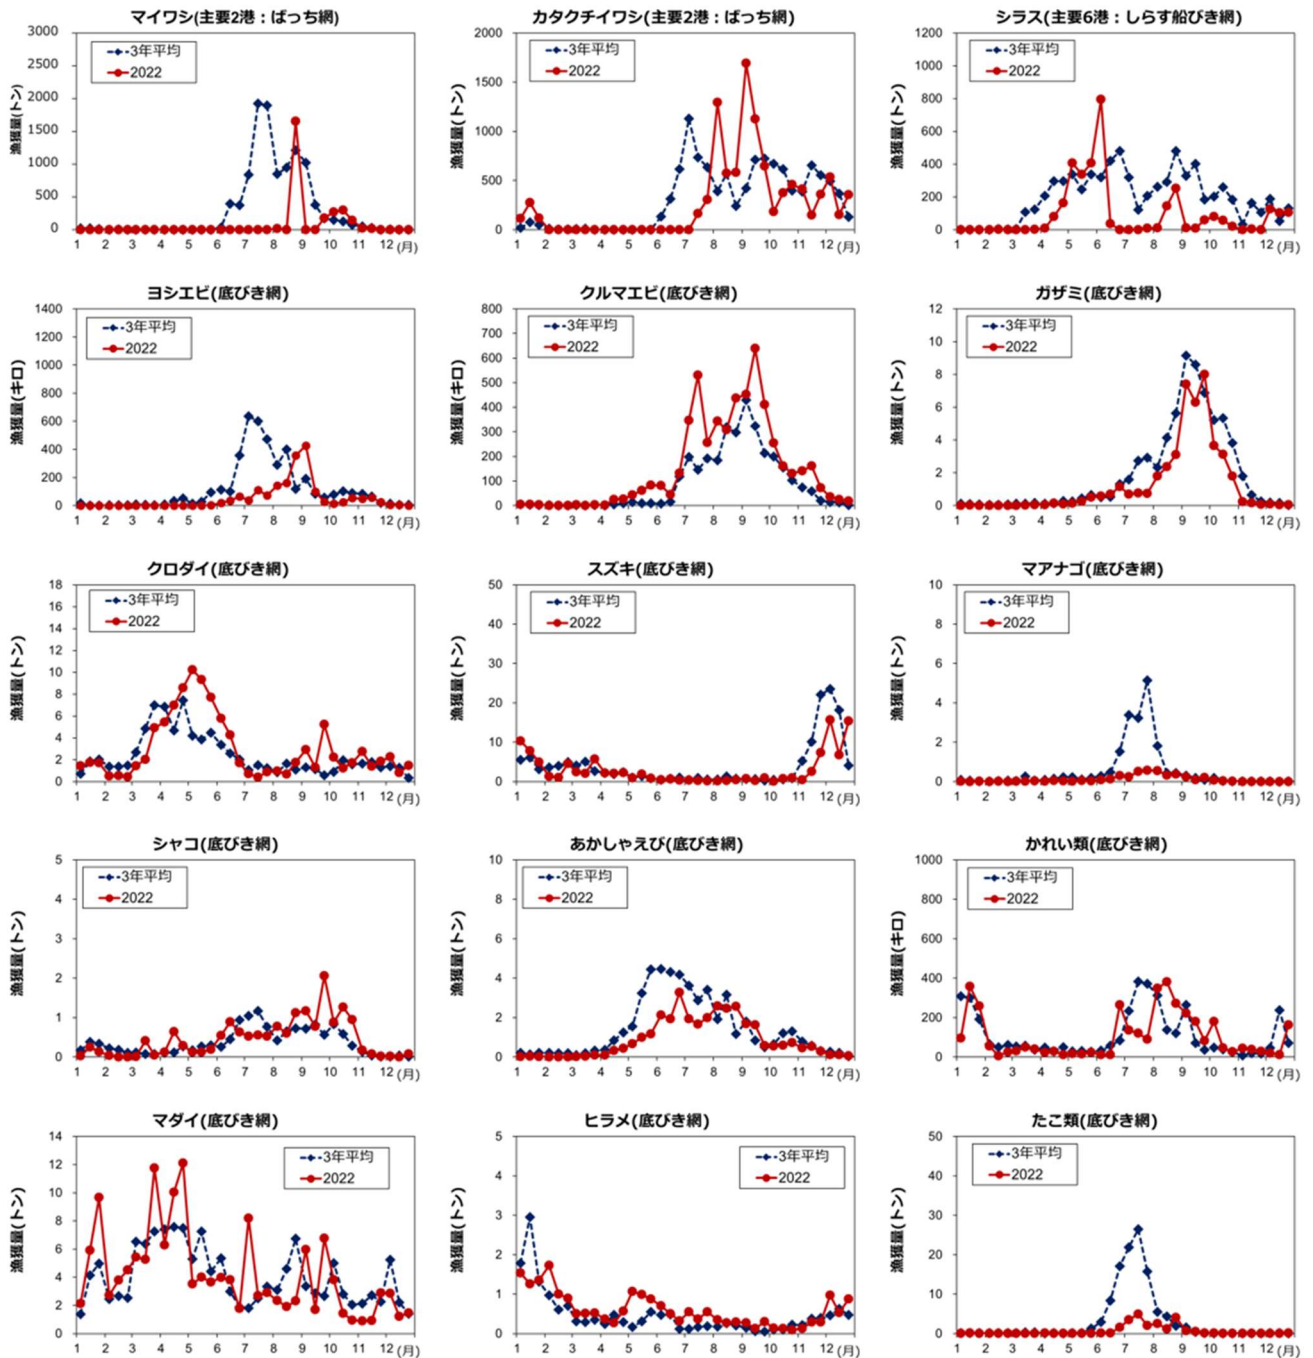 マイワシ(主要2港：ばっち網)
漁獲量(トン)
3000
2500
2000
1500
1000
500
0
3年平均
2022
1 2 3 4 5 6 7 8 9 10 11 12 (月)
カタクチイワシ(主要2港：ばっち網)
漁獲量(トン)
2000
1500
1000
500
0
3年平均
2022
1 2 3 4 5 6 7 8 9 10 11 12 (月)
シラス(主要6港：しらす船びき網)
漁獲量(トン)
1200
1000
800
600
400
200
0
3年平均
2022
1 2 3 4 5 6 7 8 9 10 11 12 (月)
ヨシエビ(底びき網)
漁獲量(キロ)
1400
1200
1000
800
600
400
200
0
3年平均
2022
1 2 3 4 5 6 7 8 9 10 11 12 (月)
クルマエビ(底びき網)
漁獲量(キロ)
800
700
600
500
400
300
200
100
0
3年平均
2022
1 2 3 4 5 6 7 8 9 10 11 12 (月)
ガザミ(底びき網)
漁獲量(トン)
12
10
8
6
4
2
0
3年平均
2022
1 2 3 4 5 6 7 8 9 10 11 12 (月)
クロダイ(底びき網)
漁獲量(トン)
18
16
14
12
10
8
6
4
2
0
3年平均
2022
1 2 3 4 5 6 7 8 9 10 11 12 (月)
スズキ(底びき網)
漁獲量(トン)
50
40
30
20
10
0
3年平均
2022
1 2 3 4 5 6 7 8 9 10 11 12 (月)
マアナゴ(底びき網)
漁獲量(トン)
10
8
6
4
2
0
3年平均
2022
1 2 3 4 5 6 7 8 9 10 11 12 (月)
シャコ(底びき網)
漁獲量(トン)
5
4
3
2
1
0
3年平均
2022
1 2 3 4 5 6 7 8 9 10 11 12 (月)
あかしゃえび(底びき網)
漁獲量(トン)
10
8
6
4
2
0
3年平均
2022
1 2 3 4 5 6 7 8 9 10 11 12 (月)
かれい類(底びき網)
漁獲量(キロ)
1000
800
600
400
200
0
3年平均
2022
1 2 3 4 5 6 7 8 9 10 11 12 (月)
マダイ(底びき網)
漁獲量(トン)
14
12
10
8
6
4
2
0
3年平均
2022
1 2 3 4 5 6 7 8 9 10 11 12 (月)
ヒラメ(底びき網)
漁獲量(トン)
5
4
3
2
1
0
3年平均
2022
1 2 3 4 5 6 7 8 9 10 11 12 (月)
たこ類(底びき網)
漁獲量(トン)
50
40
30
20
10
0
3年平均
2022
1 2 3 4 5 6 7 8 9 10 11 12 (月)